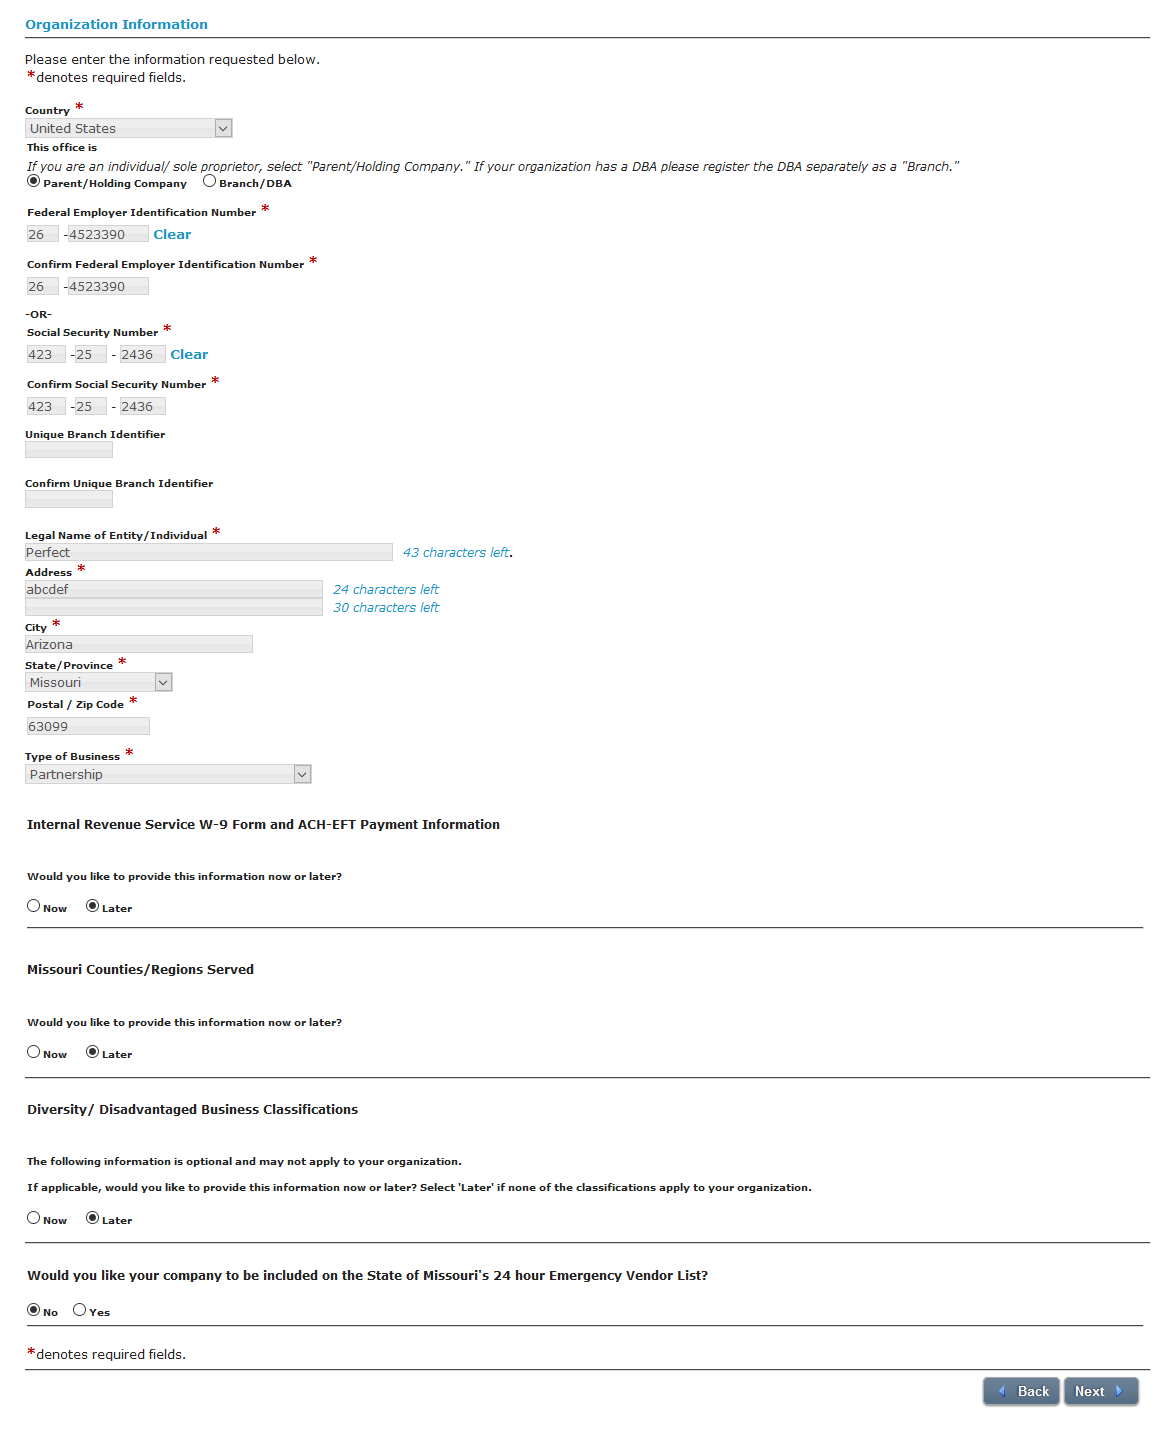 Organization Information
Please enter the information requested below.
*denotes required fields.
Country *
United States
This office is
If you are an individual/ sole proprietor, select "Parent/Holding Company." If your organization has a DBA please register the DBA separately as a "Branch."
Parent/Holding Company Branch/DBA
Federal Employer Identification Number *
26 -4523390 Clear
Confirm Federal Employer Identification Number *
26 -4523390
-OR-
Social Security Number *
423 -25 - 2436 Clear
Confirm Social Security Number *
423 -25 - 2436
Unique Branch Identifier
Confirm Unique Branch Identifier
Legal Name of Entity/Individual *
Perfect 43 characters left.
Address *
abcdef 24 characters left
30 characters left
City *
Arizona
State/Province *
Missouri
Postal / Zip Code *
63099
Type of Business *
Partnership
Internal Revenue Service W-9 Form and ACH-EFT Payment Information
Would you like to provide this information now or later?
Now Later
Missouri Counties/Regions Served
Would you like to provide this information now or later?
Now Later
Diversity/ Disadvantaged Business Classifications
The following information is optional and may not apply to your organization.
If applicable, would you like to provide this information now or later? Select 'Later' if none of the classifications apply to your organization.
Now Later
Would you like your company to be included on the State of Missouri's 24 hour Emergency Vendor List?
No Yes
*denotes required fields.
Back Next